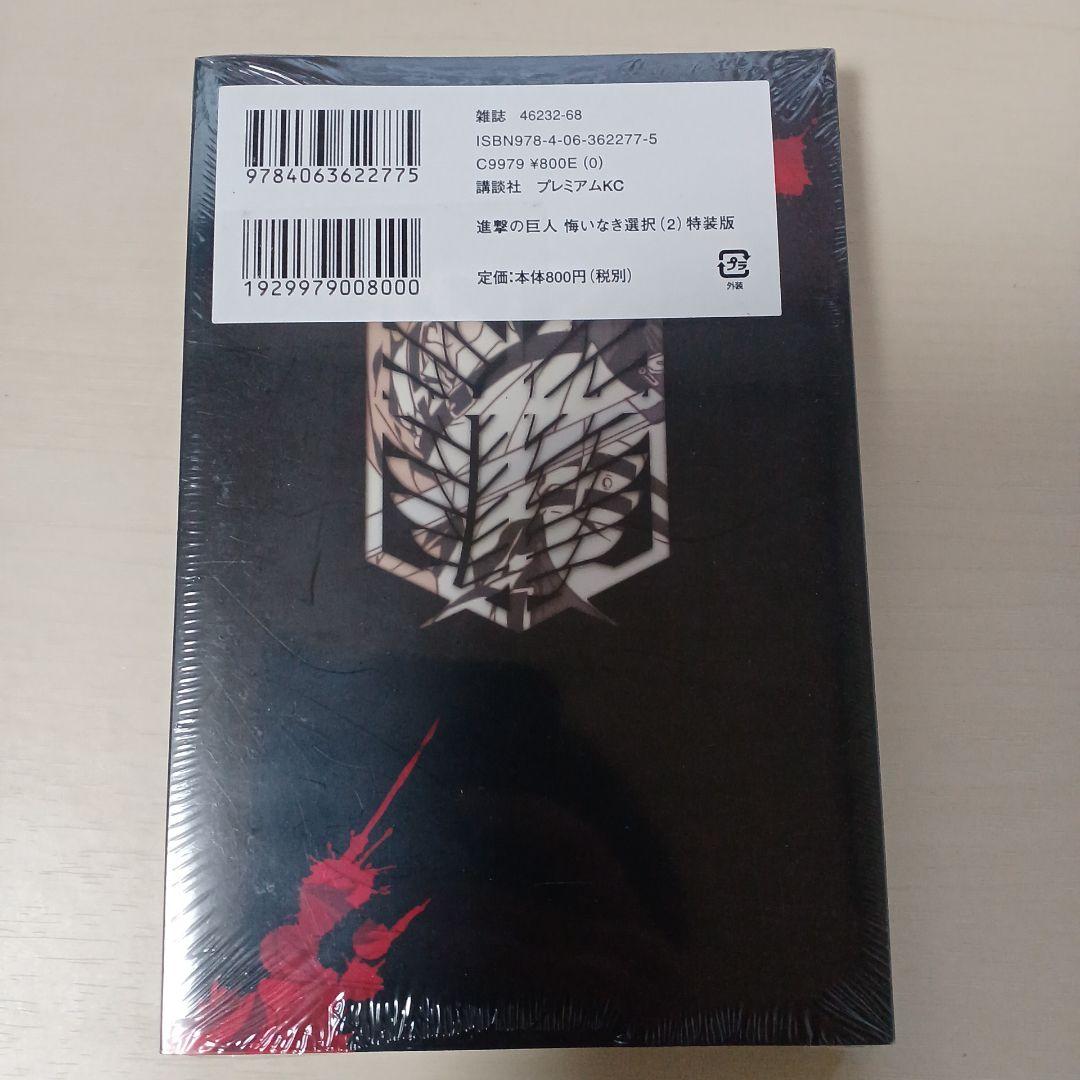 雑誌 46232-68
ISBN978-4-06-362277-5
C9979 ¥800E (0)
講談社 プレミアムKC
9784063622775
進撃の巨人 悔いなき選択(2)特装版
定価:本体800円(税別)
1929979008000
プラ
外装